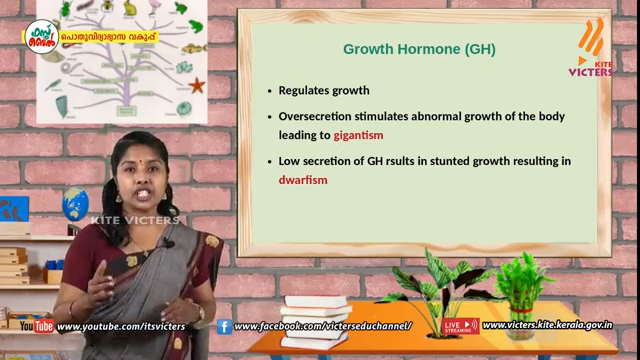 ഫസ്റ്റ് ബെൽ
പൊതുവിദ്യാഭ്യാസ വകുപ്പ്
KITE
VICTERS
Growth Hormone (GH)
• Regulates growth
• Oversecretion stimulates abnormal growth of the body
leading to gigantism
• Low secretion of GH rsults in stunted growth resulting in
dwarfism
KITE VICTERS
YouTube www.youtube.com/itsvicters
f www.facebook.com/victerseduchannel/
LIVE
STREAMING
www.victers.kite.kerala.gov.in